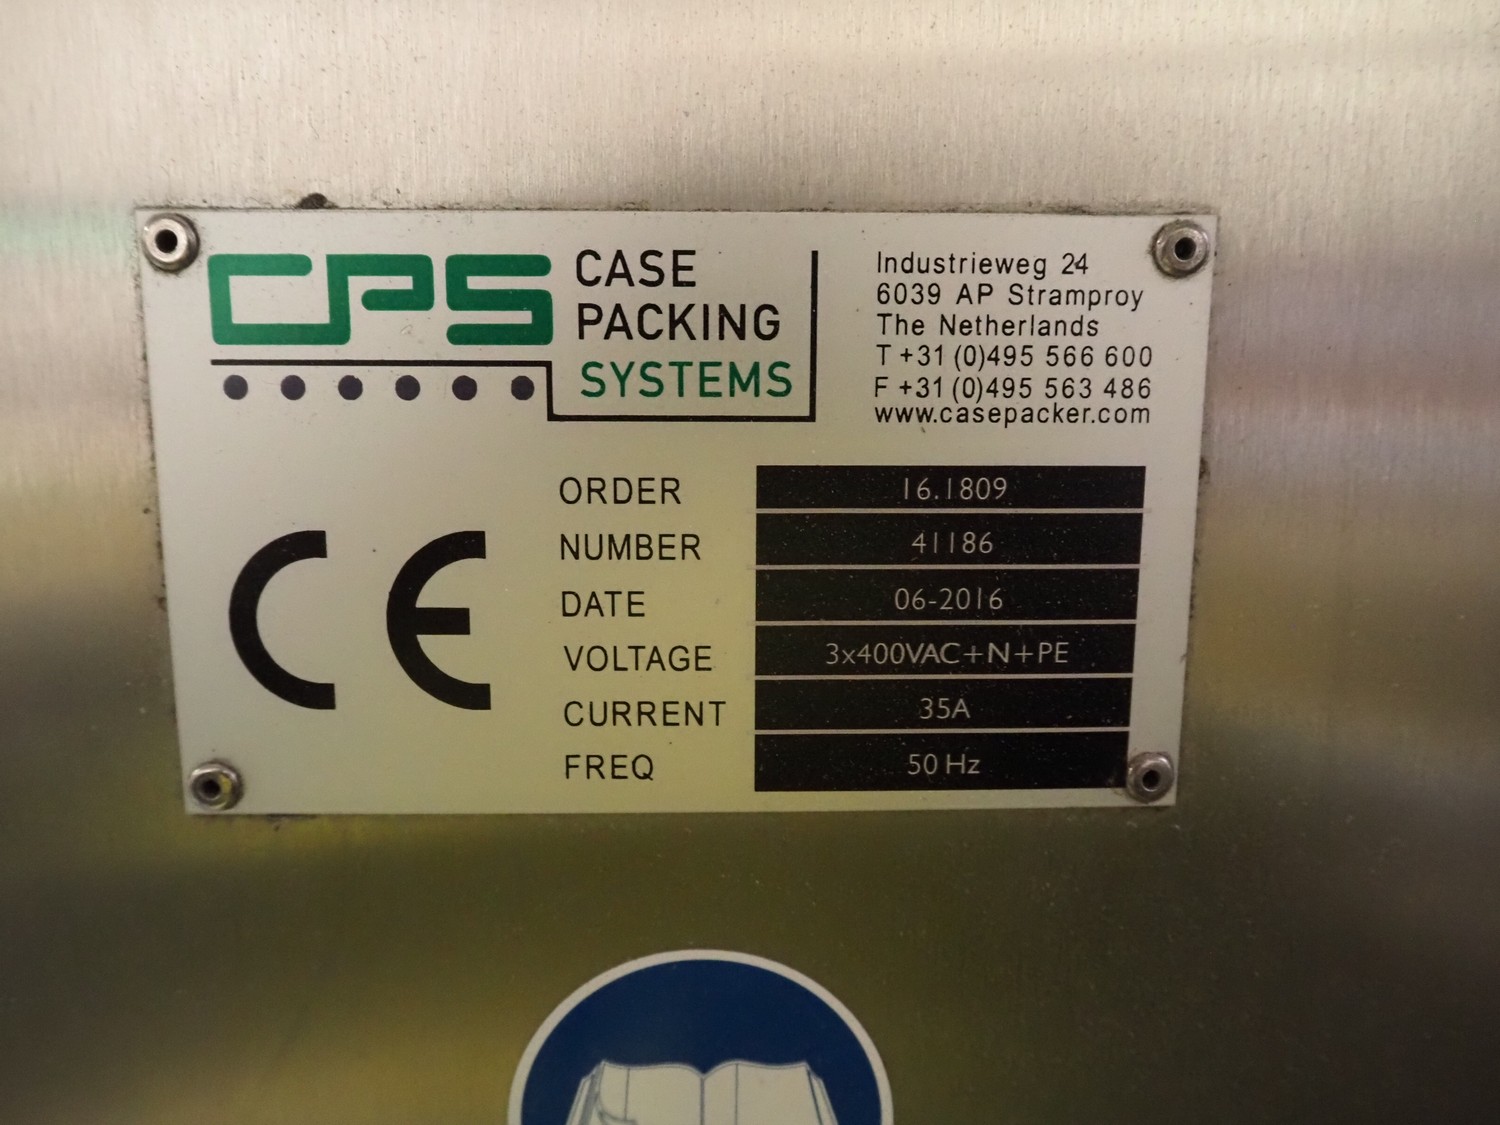 CPS
CASE
PACKING
SYSTEMS
Industrieweg 24
6039 AP Stramproy
The Netherlands
T +31 (0)495 566 600
F +31 (0)495 563 486
www.casepacker.com
CE
ORDER 16.1809
NUMBER 41186
DATE 06-2016
VOLTAGE 3x400VAC+N+PE
CURRENT 35A
FREQ 50 Hz